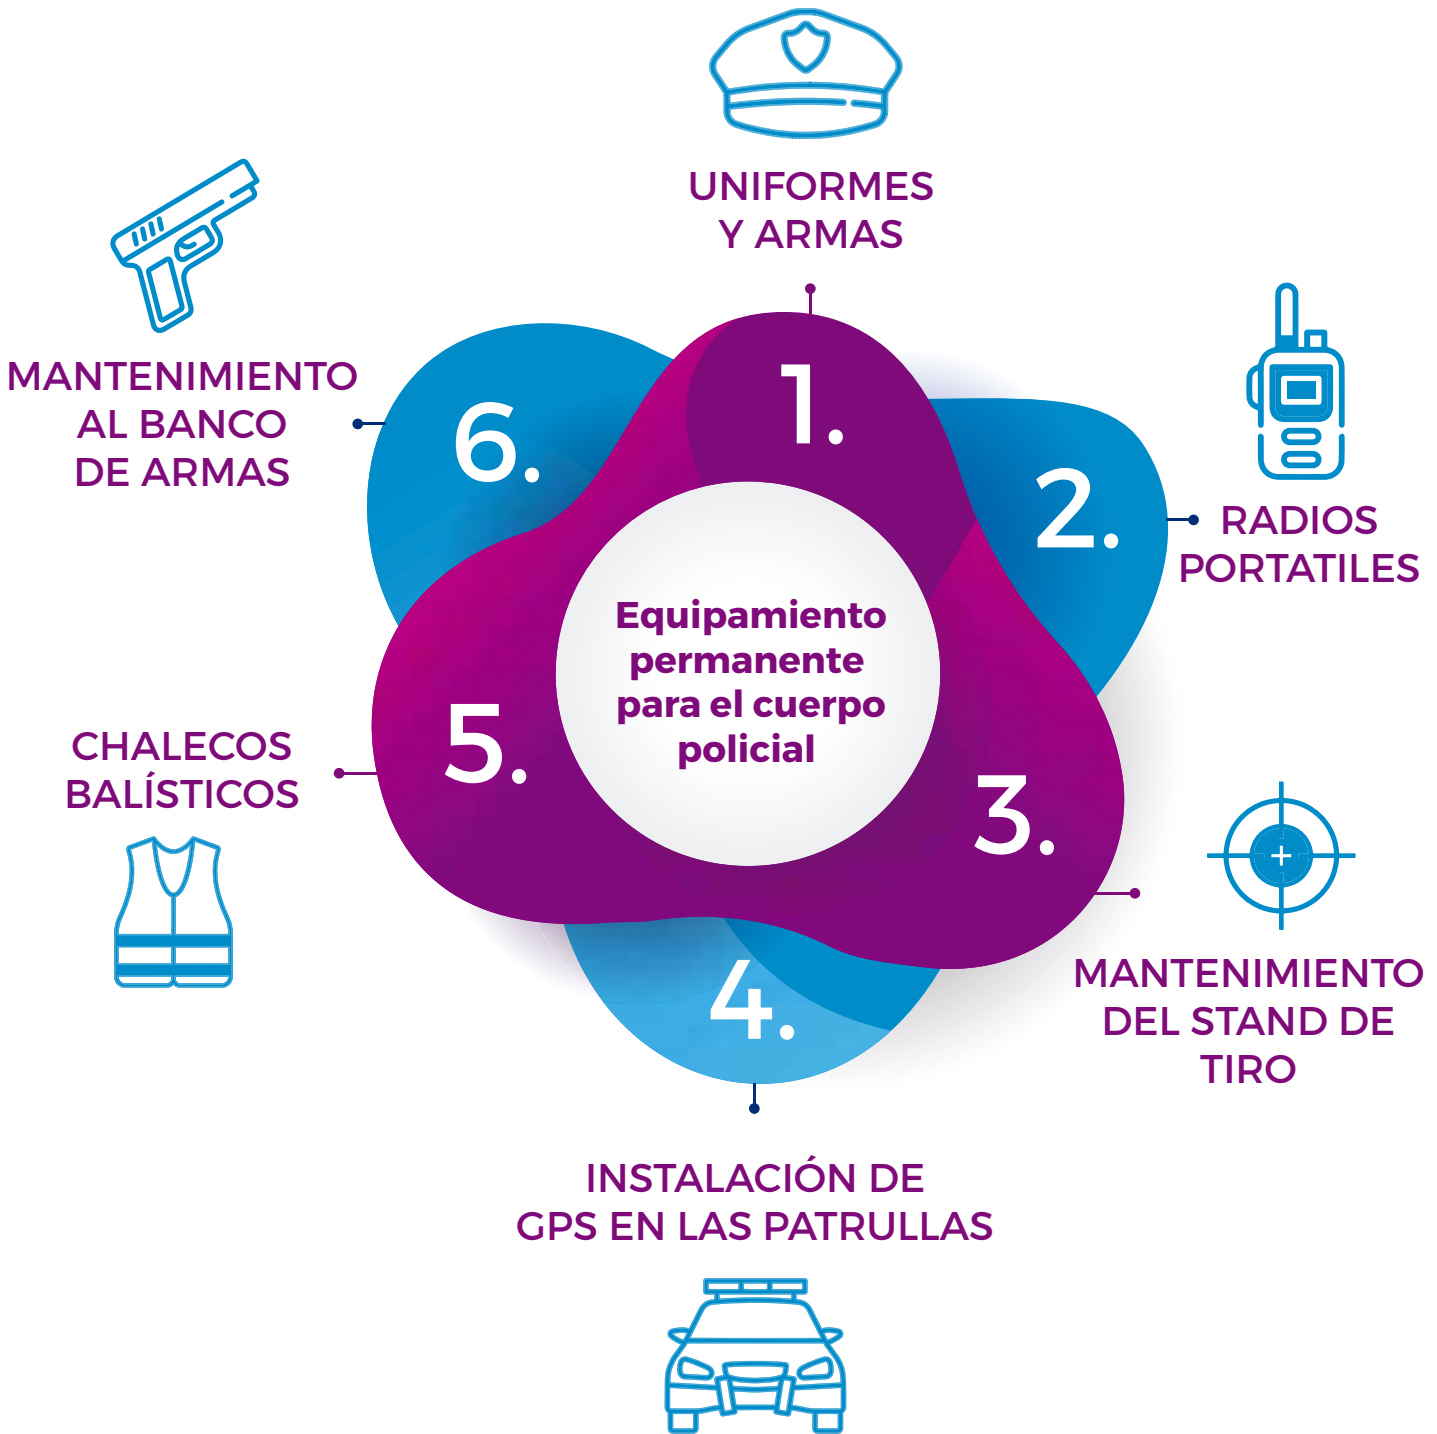 UNIFORMES
Y ARMAS
1.
2.
RADIOS
PORTATILES
3.
MANTENIMIENTO
DEL STAND DE
TIRO
4.
INSTALACIÓN DE
GPS EN LAS PATRULLAS
5.
CHALECOS
BALÍSTICOS
6.
MANTENIMIENTO
AL BANCO
DE ARMAS
Equipamiento
permanente
para el cuerpo
policial